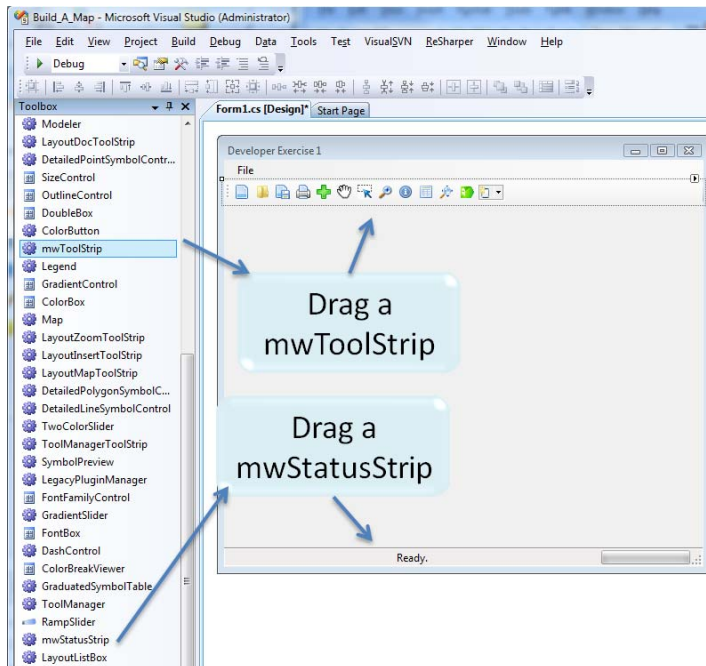 Build_A_Map - Microsoft Visual Studio (Administrator)
File Edit View Project Build Debug Data Tools Test VisualSVN ReSharper Window Help
Debug
Toolbox
Form1.cs [Design]* Start Page
Modeler
LayoutDocToolStrip
DetailedPointSymbolContr...
SizeControl
OutlineControl
DoubleBox
ColorButton
mwToolStrip
Legend
GradientControl
ColorBox
Map
LayoutZoomToolStrip
LayoutInsertToolStrip
LayoutMapToolStrip
DetailedPolygonSymbolC...
DetailedLineSymbolControl
TwoColorSlider
ToolManagerToolStrip
SymbolPreview
LegacyPluginManager
FontFamilyControl
GradientSlider
FontBox
DashControl
ColorBreakViewer
GraduatedSymbolTable
ToolManager
RampSlider
mwStatusStrip
LayoutListBox
Developer Exercise 1
File
Drag a
mwToolStrip
Drag a
mwStatusStrip
Ready.